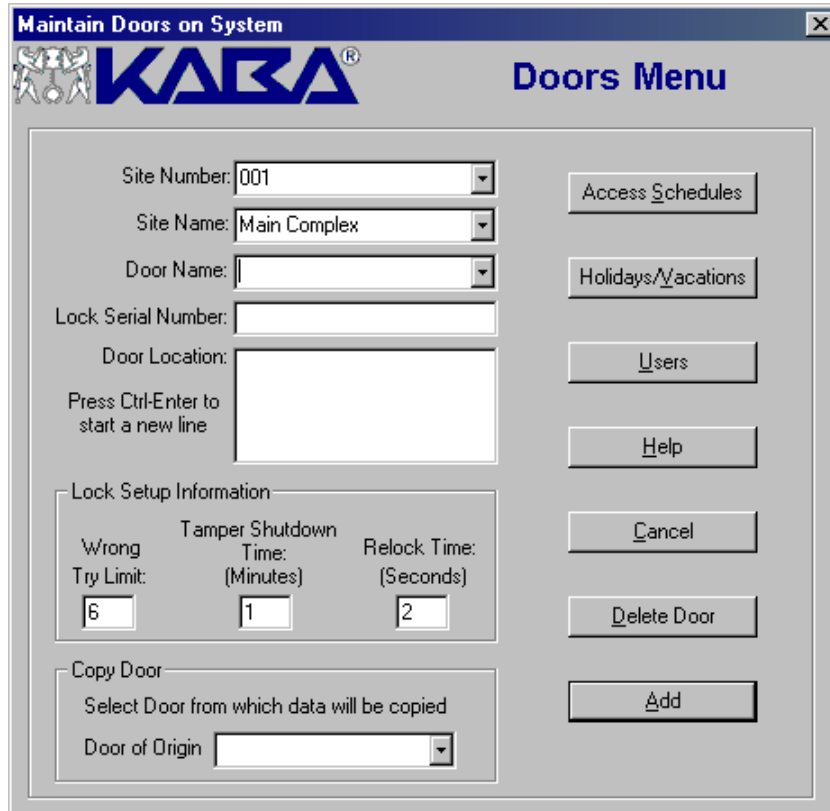 Maintain Doors on System
KABA®
Doors Menu
Site Number: 001
Site Name: Main Complex
Door Name:
Lock Serial Number:
Door Location:
Press Ctrl-Enter to
start a new line
Lock Setup Information
Wrong
Try Limit:
6
Tamper Shutdown
Time:
(Minutes)
1
Relock Time:
(Seconds)
2
Copy Door
Select Door from which data will be copied
Door of Origin
Access Schedules
Holidays/Vacations
Users
Help
Cancel
Delete Door
Add